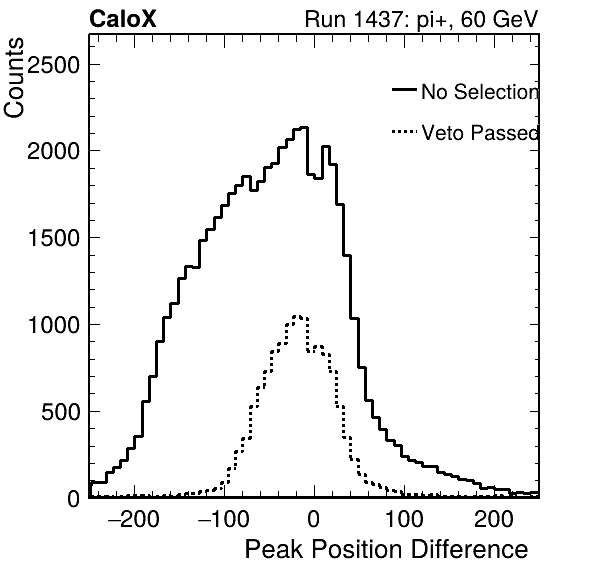 CaloX Run 1437: pi+, 60 GeV
Counts
2500
2000
1500
1000
500
0
No Selection
Veto Passed
−200 −100 0 100 200
Peak Position Difference